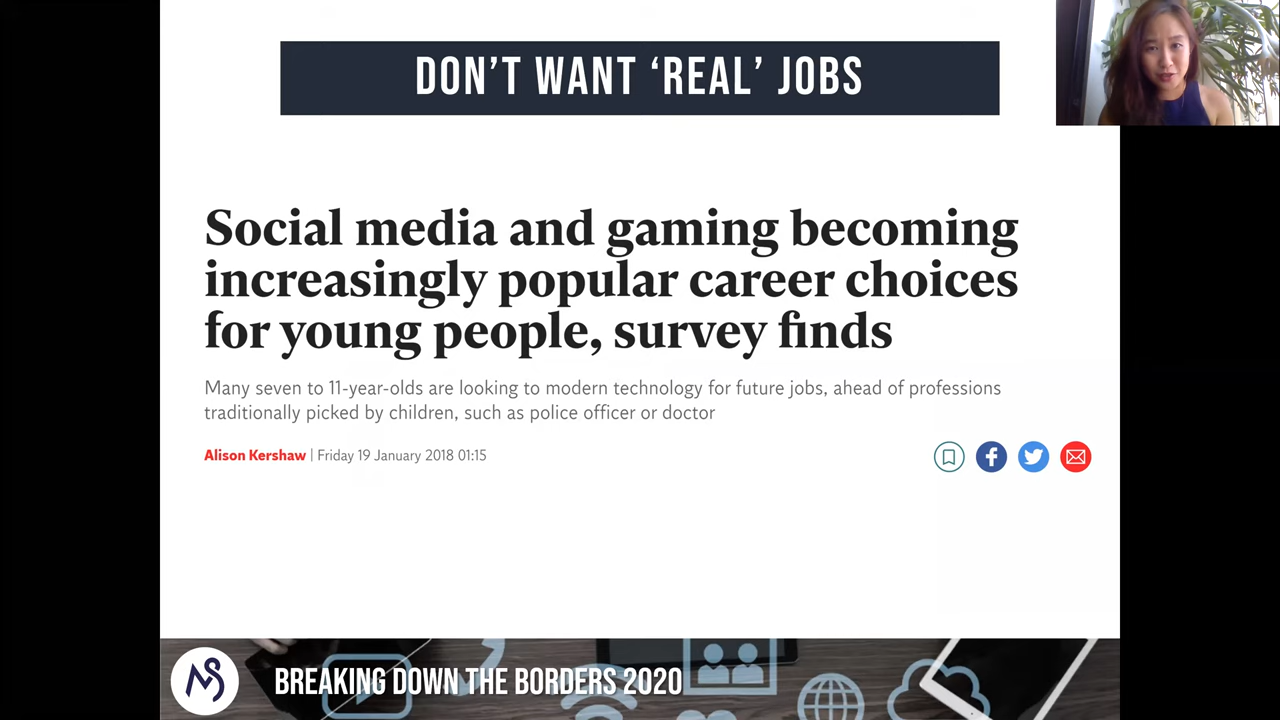 DON'T WANT ‘REAL’ JOBS
Social media and gaming becoming
increasingly popular career choices
for young people, survey finds
Many seven to 11-year-olds are looking to modern technology for future jobs, ahead of professions
traditionally picked by children, such as police officer or doctor
Alison Kershaw | Friday 19 January 2018 01:15
MS
BREAKING DOWN THE BORDERS 2020